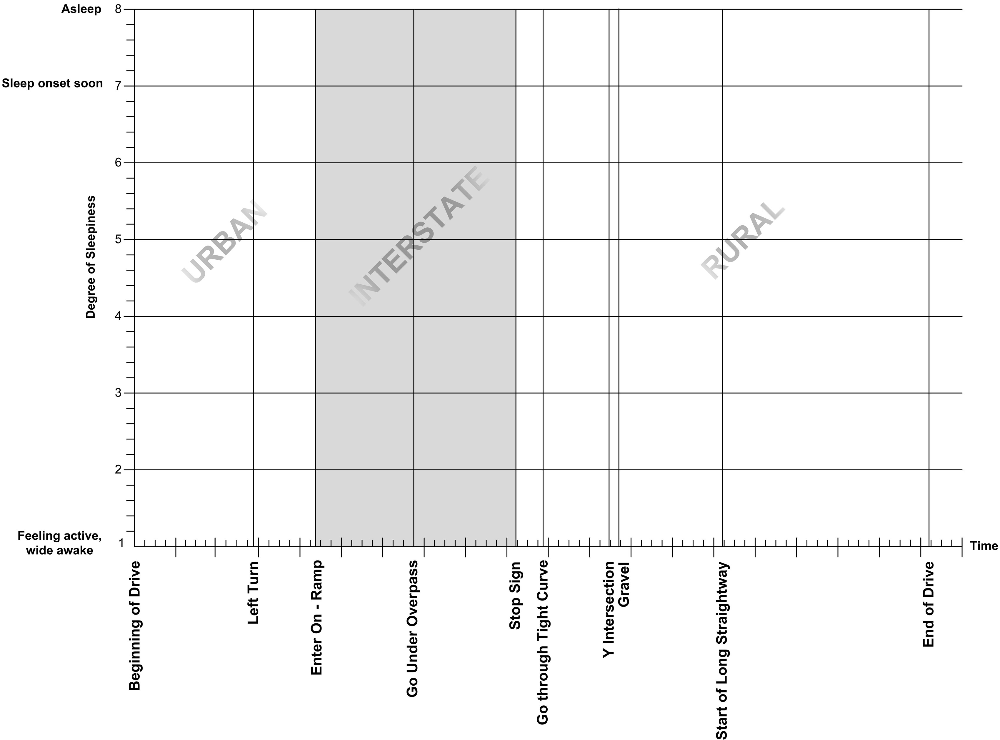 Asleep 8
Sleep onset soon 7
6
5
4
3
2
Feeling active,
wide awake 1
Degree of Sleepiness
URBAN
INTERSTATE
RURAL
Time
Beginning of Drive
Left Turn
Enter On - Ramp
Go Under Overpass
Stop Sign
Go through Tight Curve
Y Intersection
Gravel
Start of Long Straightway
End of Drive